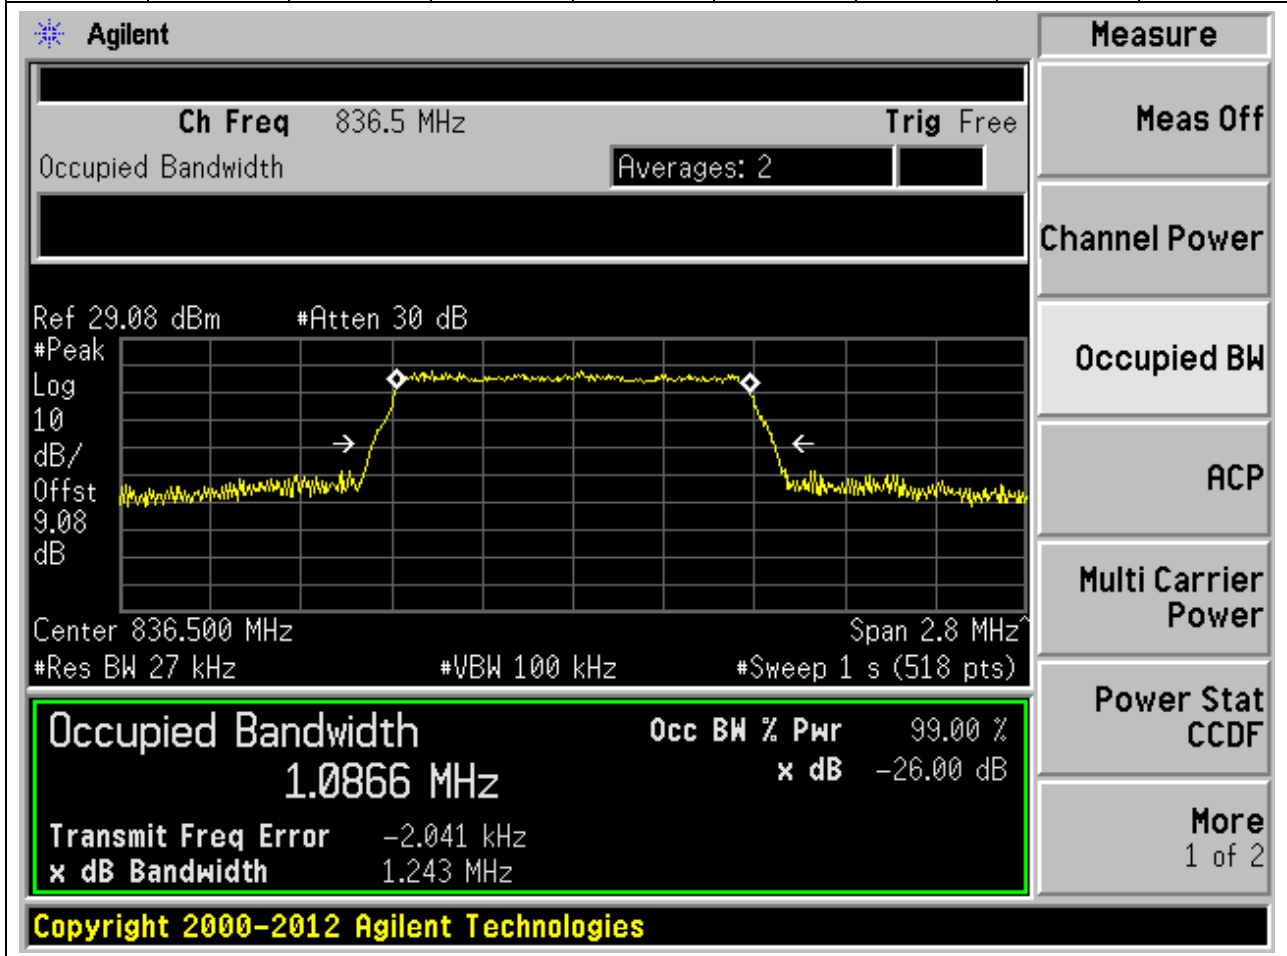 Agilent
Measure
Ch Freq 836.5 MHz Trig Free
Meas Off
Occupied Bandwidth Averages: 2
Channel Power
Ref 29.08 dBm #Atten 30 dB
#Peak
Log
10
dB/
Offst
9.08
dB
Occupied BW
ACP
Multi Carrier
Power
Center 836.500 MHz Span 2.8 MHz^
#Res BW 27 kHz #VBW 100 kHz #Sweep 1 s (518 pts)
Occupied Bandwidth Occ BW % Pwr 99.00 %
1.0866 MHz x dB -26.00 dB
Transmit Freq Error -2.041 kHz
x dB Bandwidth 1.243 MHz
Power Stat
CCDF
More
1 of 2
Copyright 2000-2012 Agilent Technologies